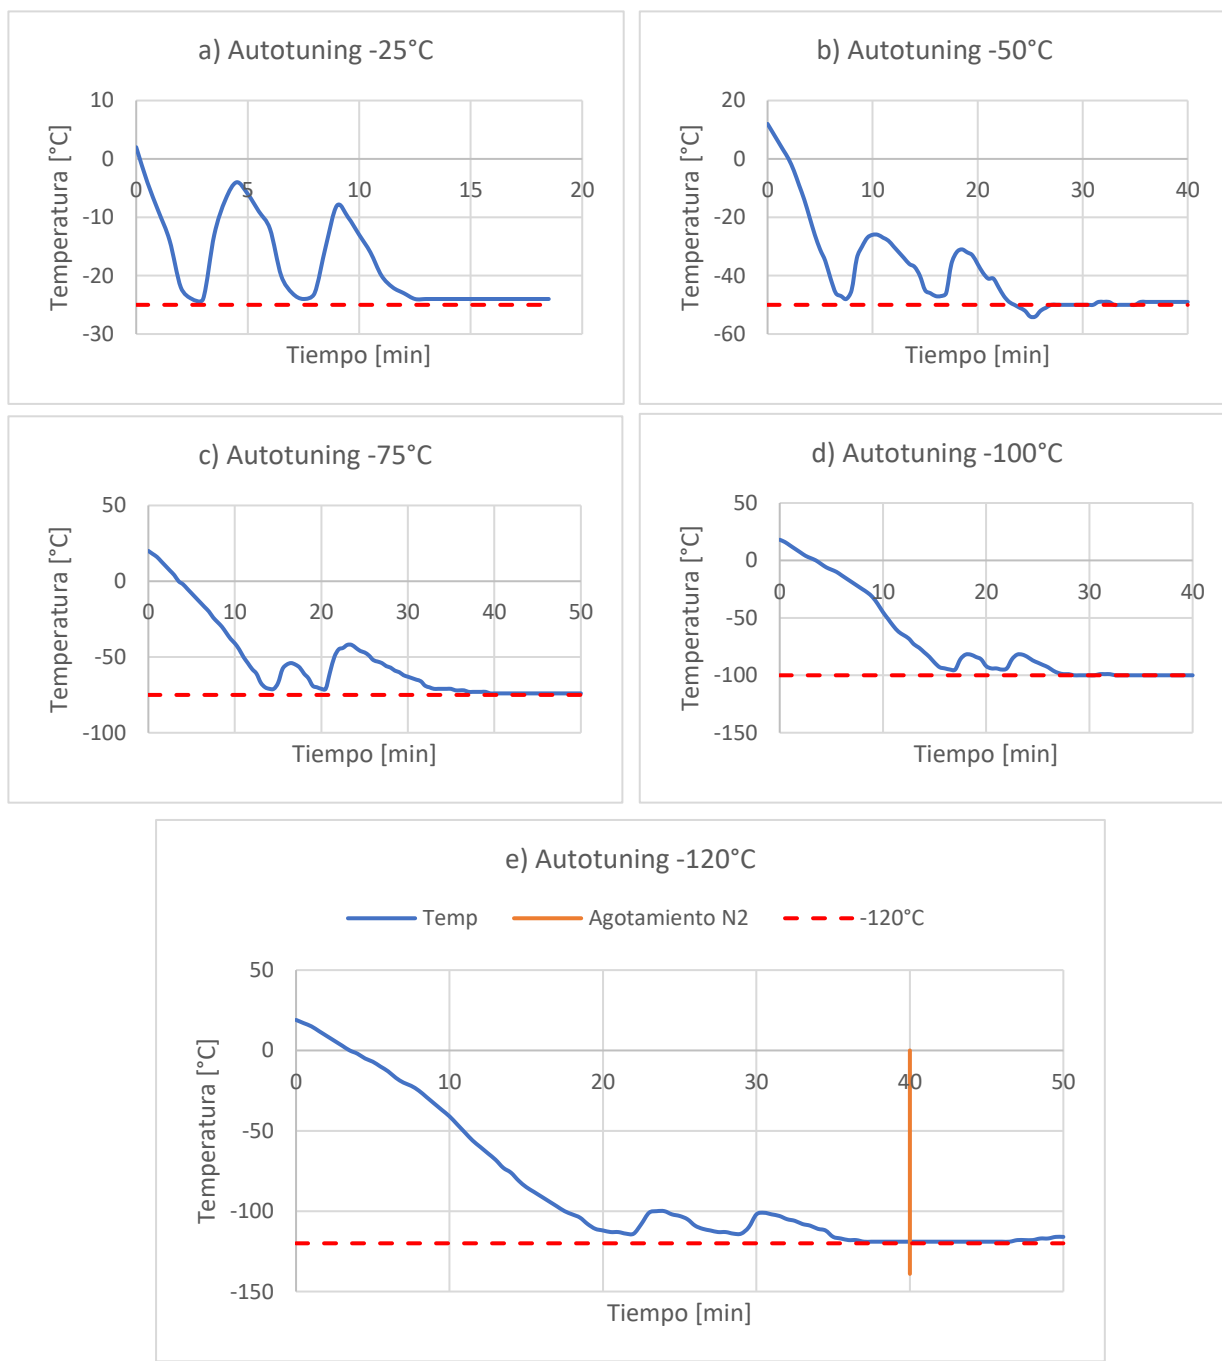 a) Autotuning -25°C
10
0
-10
-20
-30
0
5
10
15
20
Temperatura [°C]
Tiempo [min]
b) Autotuning -50°C
20
0
-20
-40
-60
0
10
20
30
40
Temperatura [°C]
Tiempo [min]
c) Autotuning -75°C
50
0
-50
-100
0
10
20
30
40
50
Temperatura [°C]
Tiempo [min]
d) Autotuning -100°C
50
0
-50
-100
-150
0
10
20
30
40
Temperatura [°C]
Tiempo [min]
e) Autotuning -120°C
Temp
Agotamiento N2
-120°C
50
0
-50
-100
-150
0
10
20
30
40
50
Temperatura [°C]
Tiempo [min]